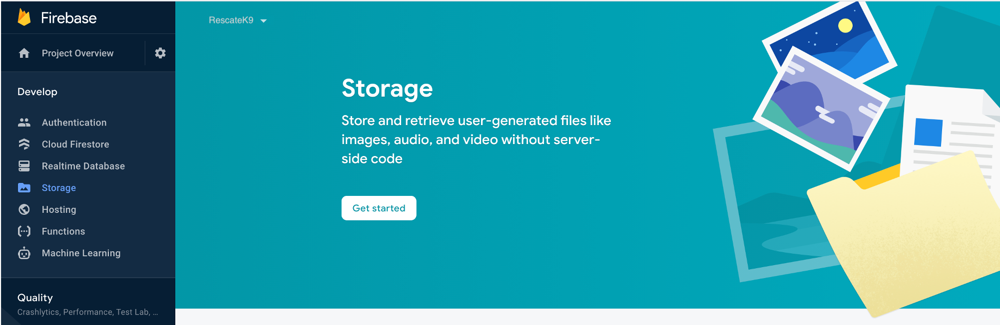 Firebase
RescateK9
Project Overview
Develop
Authentication
Cloud Firestore
Realtime Database
Storage
Hosting
Functions
Machine Learning
Quality
Crashlytics, Performance, Test Lab, ...
Storage
Store and retrieve user-generated files like
images, audio, and video without server-
side code
Get started